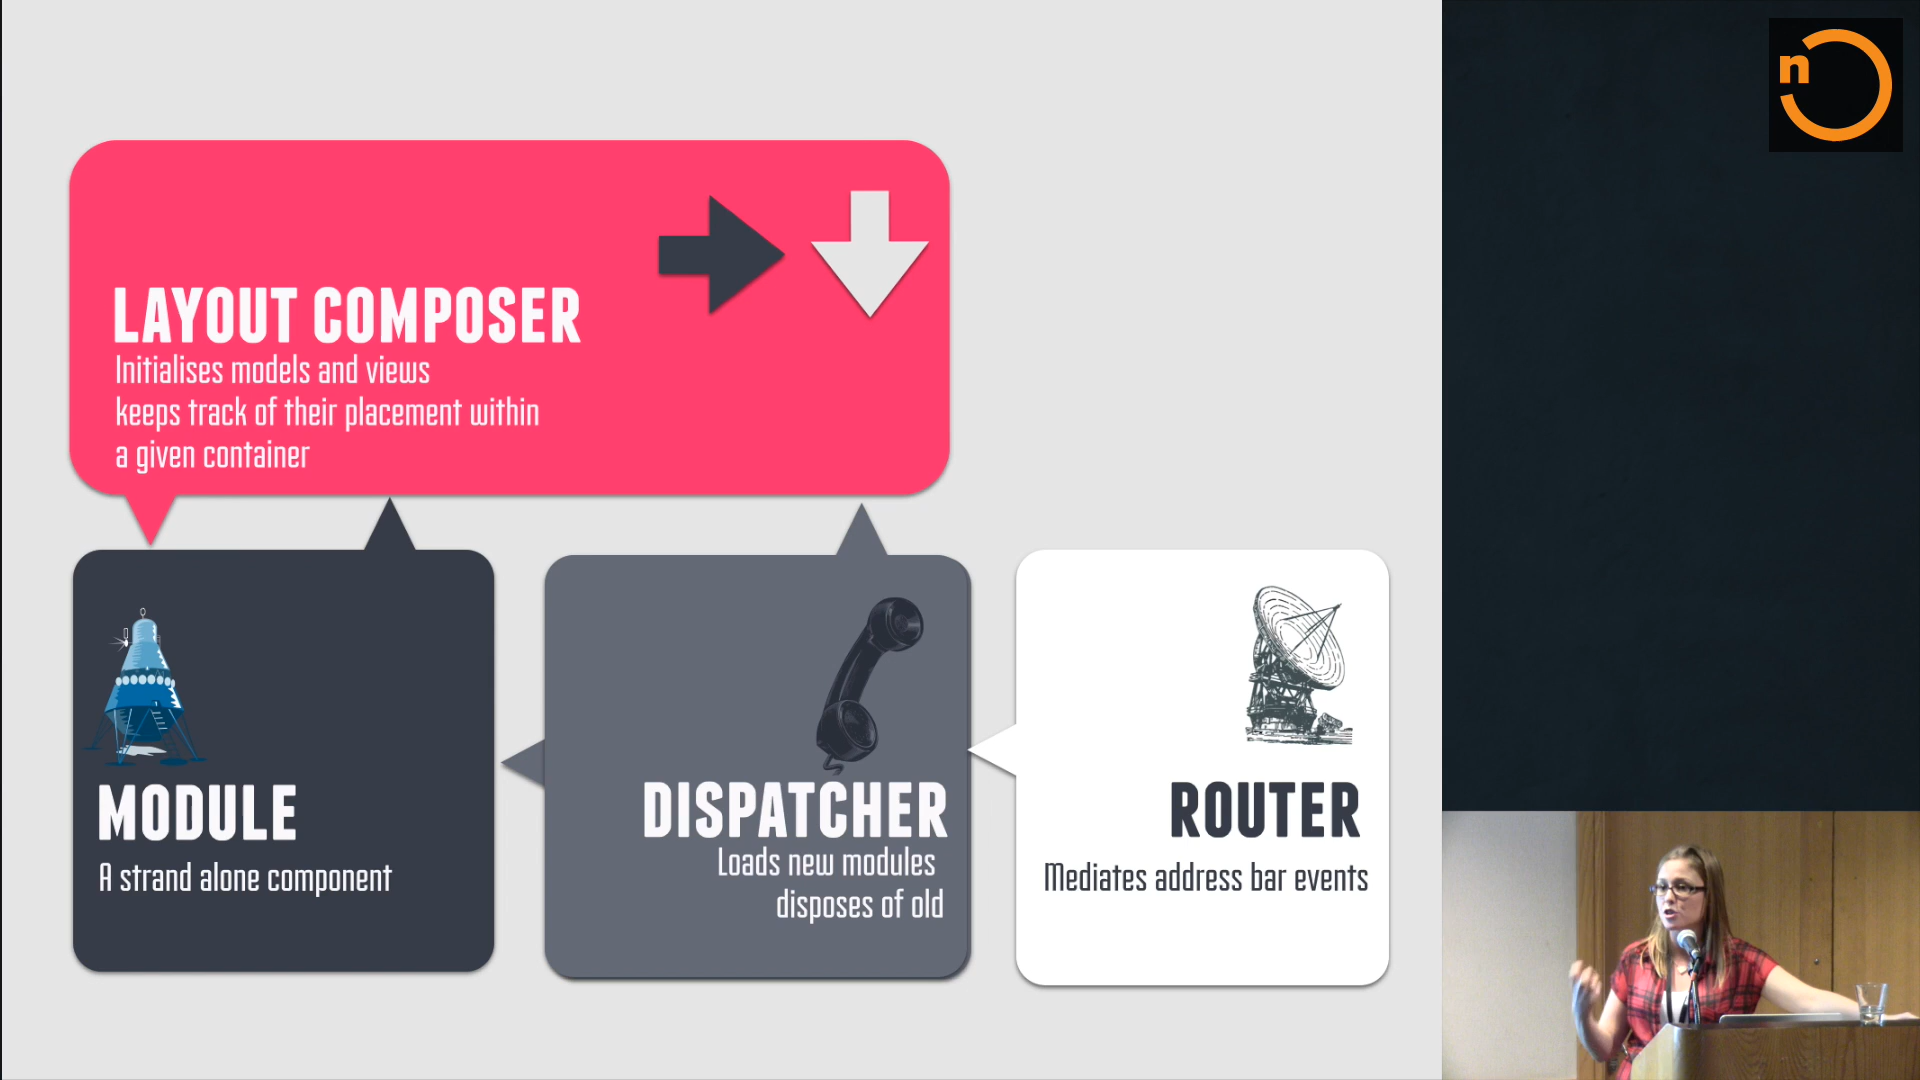 n
LAYOUT COMPOSER
Initialises models and views
keeps track of their placement within
a given container
MODULE
A strand alone component
DISPATCHER
Loads new modules
disposes of old
ROUTER
Mediates address bar events